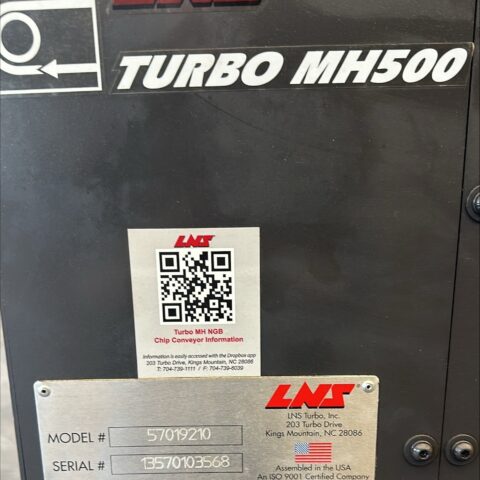 LNS
TURBO MH500
LNS
Turbo MH NGB
Chip Conveyor Information
Information is easily accessed with the Dropbox app
203 Turbo Drive, Kings Mountain, NC 28086
T: 704-739-1111 / F: 704-739-6039
LNS
LNS Turbo, Inc.
203 Turbo Drive
Kings Mountain, NC 28086
MODEL # 57019210
SERIAL # 13570103568
Assembled in the USA
An ISO 9001 Certified Company